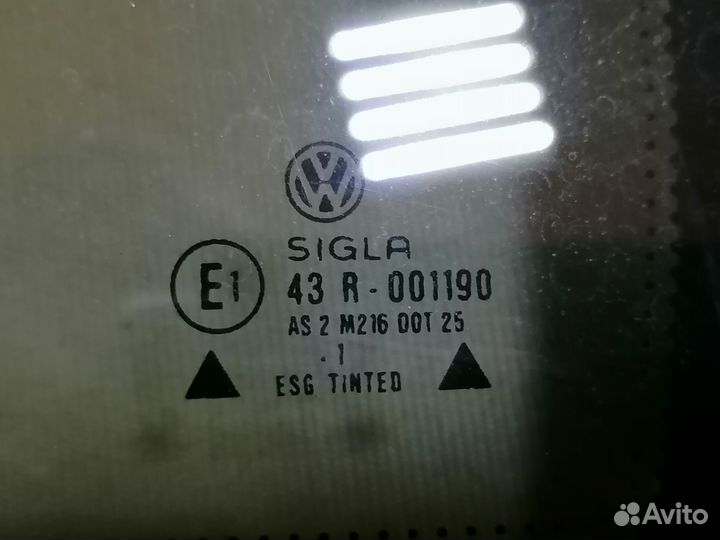 SIGLA
E1 43 R - 001190
AS 2 M216 DOT 25
. 1
ESG TINTED
Avito